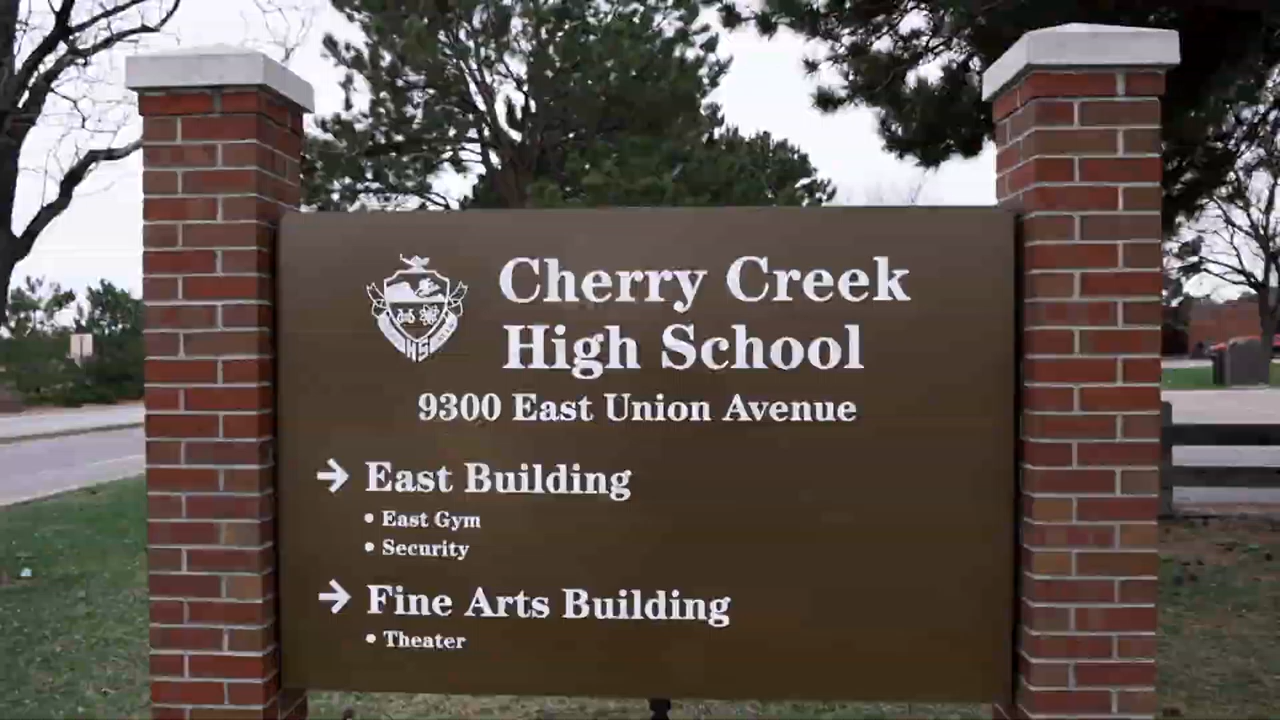 Cherry Creek
High School
9300 East Union Avenue
→ East Building
• East Gym
• Security
→ Fine Arts Building
• Theater